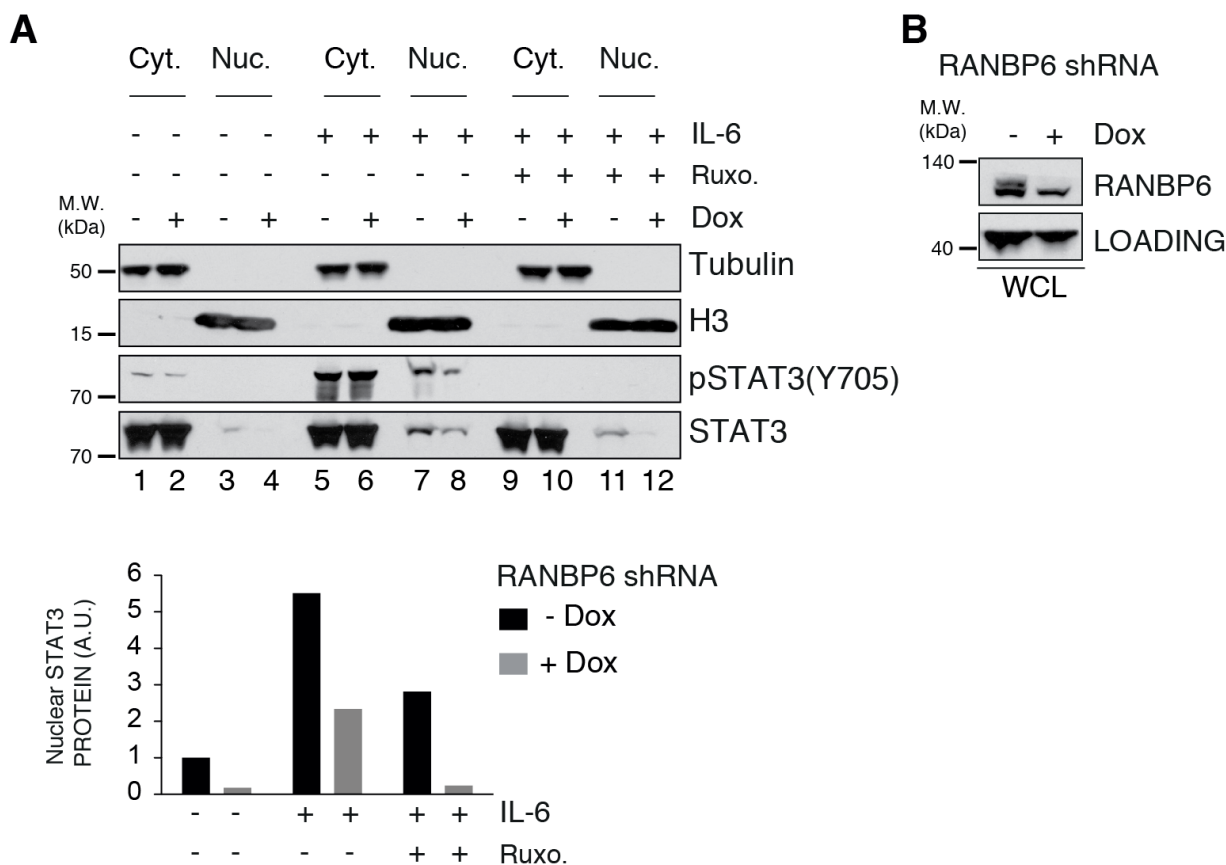 A
Cyt. Nuc. Cyt. Nuc. Cyt. Nuc.
- - - - + + + + + + + + IL-6
- - - - - - - - + + + + Ruxo.
M.W.
(kDa)
- + - + - + - + - + - + Dox
50 Tubulin
15 H3
70 pSTAT3(Y705)
70 STAT3
1 2 3 4 5 6 7 8 9 10 11 12
B
RANBP6 shRNA
M.W.
(kDa)
- + Dox
140 RANBP6
40 LOADING
WCL
Nuclear STAT3
PROTEIN (A.U.)
6
5
4
3
2
1
0
RANBP6 shRNA
- Dox
+ Dox
- - + + + + IL-6
- - - - + + Ruxo.